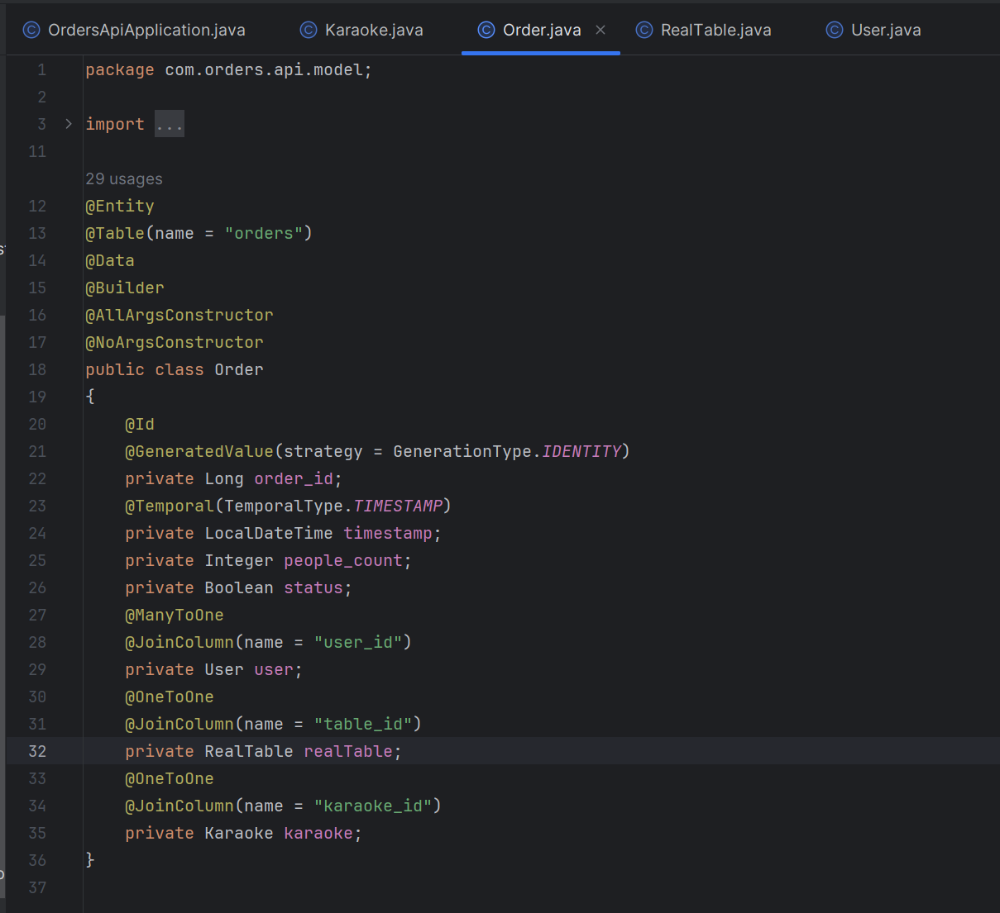 OrdersApiApplication.java Karaoke.java Order.java RealTable.java User.java
1 package com.orders.api.model;
2
3 import ...
11
29 usages
12 @Entity
13 @Table(name = "orders")
14 @Data
15 @Builder
16 @AllArgsConstructor
17 @NoArgsConstructor
18 public class Order
19 {
20 @Id
21 @GeneratedValue(strategy = GenerationType.IDENTITY)
22 private Long order_id;
23 @Temporal(TemporalType.TIMESTAMP)
24 private LocalDateTime timestamp;
25 private Integer people_count;
26 private Boolean status;
27 @ManyToOne
28 @JoinColumn(name = "user_id")
29 private User user;
30 @OneToOne
31 @JoinColumn(name = "table_id")
32 private RealTable realTable;
33 @OneToOne
34 @JoinColumn(name = "karaoke_id")
35 private Karaoke karaoke;
36 }
37